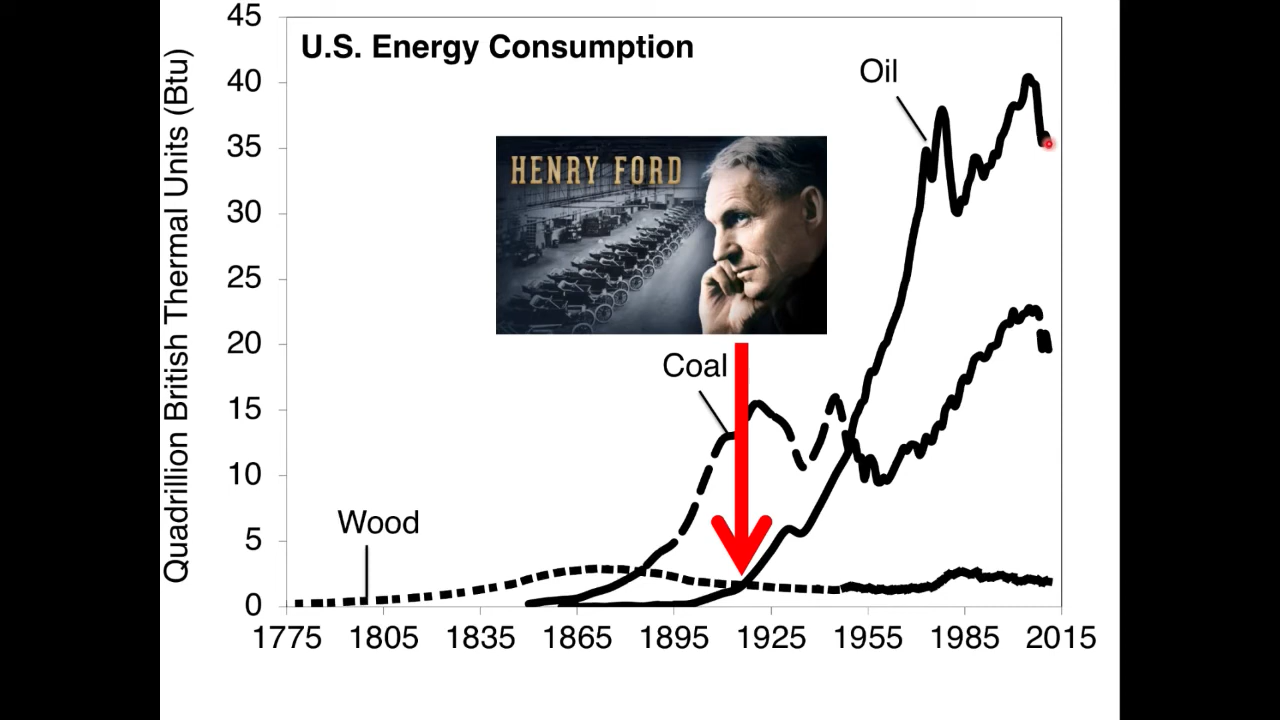 U.S. Energy Consumption
Quadrillion British Thermal Units (Btu)
45
40
35
30
25
20
15
10
5
0
Oil
HENRY FORD
Coal
Wood
1775 1805 1835 1865 1895 1925 1955 1985 2015